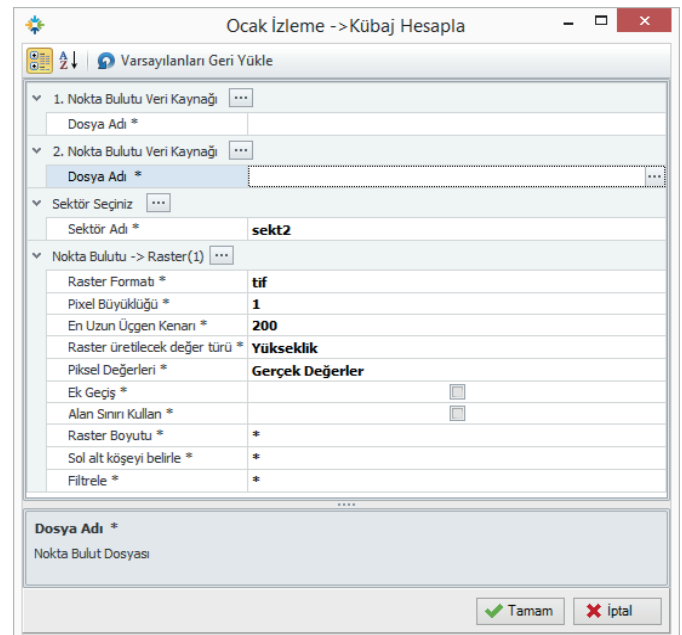 Ocak İzleme ->Kübaj Hesapla
Varsayılanları Geri Yükle
1. Nokta Bulutu Veri Kaynağı ...
Dosya Adı *
2. Nokta Bulutu Veri Kaynağı ...
Dosya Adı * ...
Sektör Seçiniz ...
Sektör Adı * sekt2
Nokta Bulutu -> Raster(1) ...
Raster Formatı * tif
Pixel Büyüklüğü * 1
En Uzun Üçgen Kenarı * 200
Raster üretilecek değer türü * Yükseklik
Piksel Değerleri * Gerçek Değerler
Ek Geçiş *
Alan Sınırı Kullan *
Raster Boyutu * *
Sol alt köşeyi belirle * *
Filtrele * *
Dosya Adı *
Nokta Bulut Dosyası
Tamam İptal